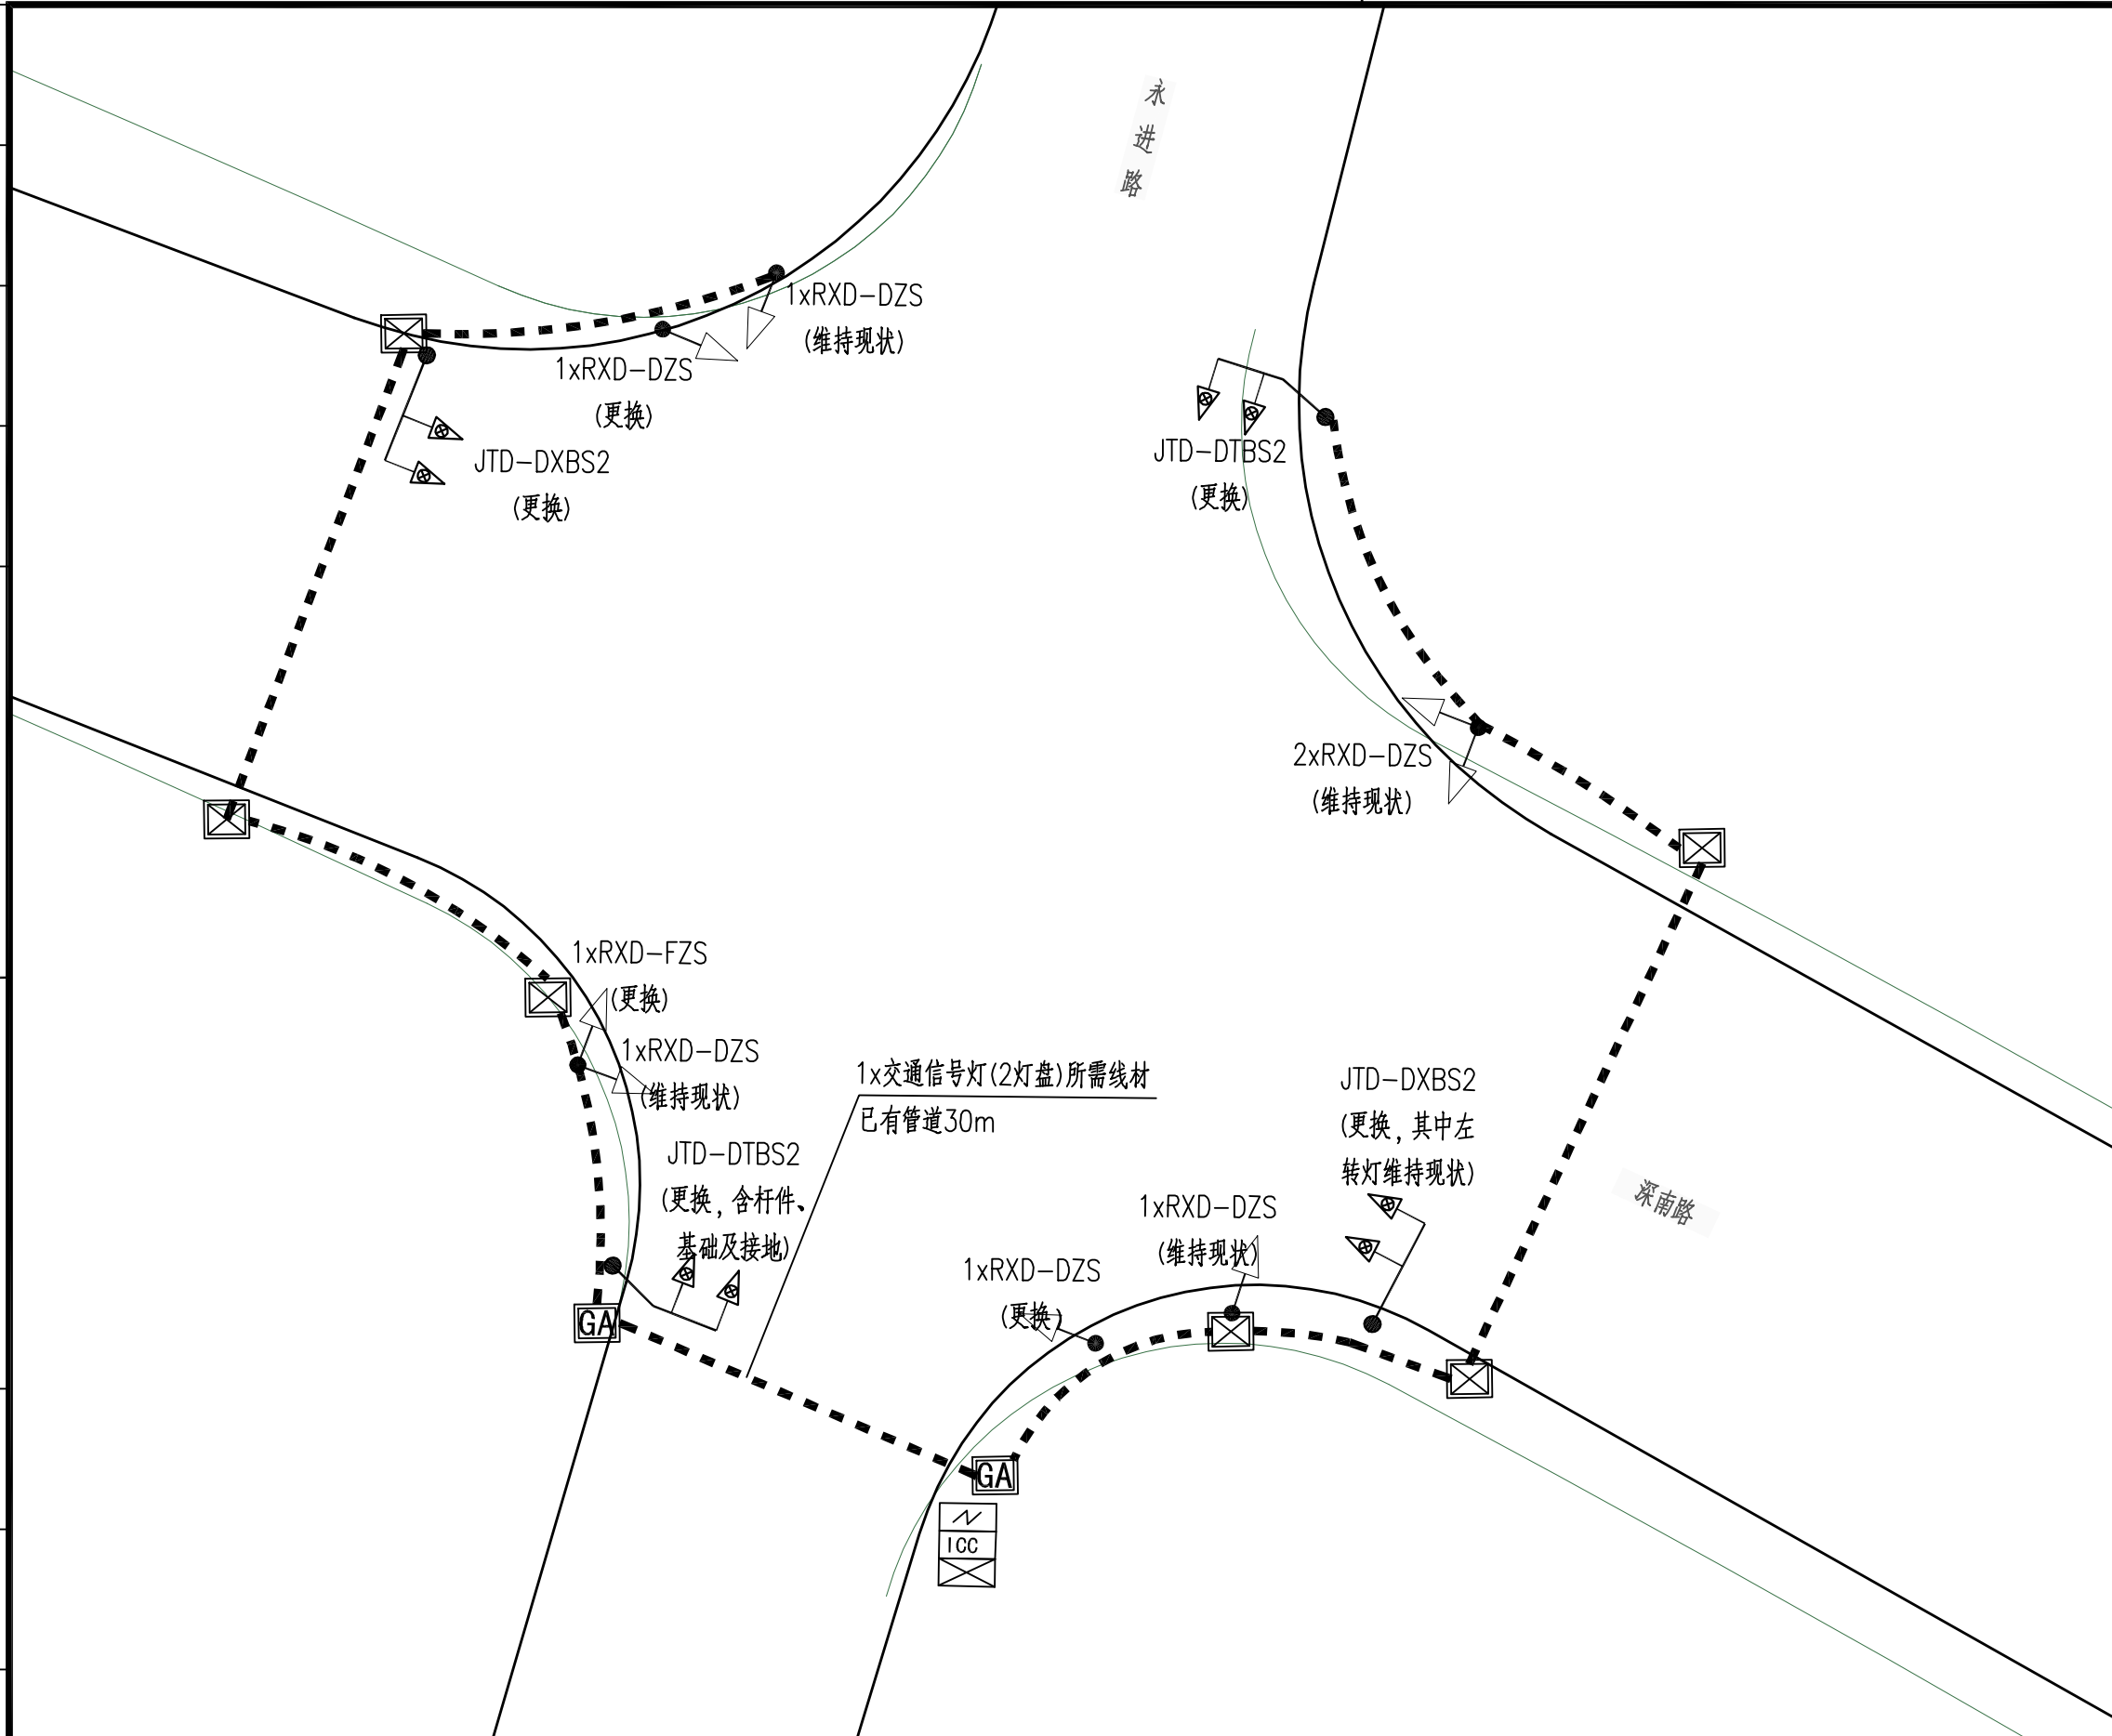 永
进
路
1xRXD-DZS
(维持现状)
1xRXD-DZS
(更换)
JTD-DXBS2
(更换)
JTD-DTBS2
(更换)
2xRXD-DZS
(维持现状)
1xRXD-FZS
(更换)
1xRXD-DZS
(维持现状)
1x交通信号灯(2灯盘)所需线材
已有管道30m
JTD-DXBS2
(更换,其中左
转灯维持现状)
JTD-DTBS2
(更换,含杆件、
基础及接地)
深南路
1xRXD-DZS
(维持现状)
1xRXD-DZS
(更换)
GA
GA
ICC